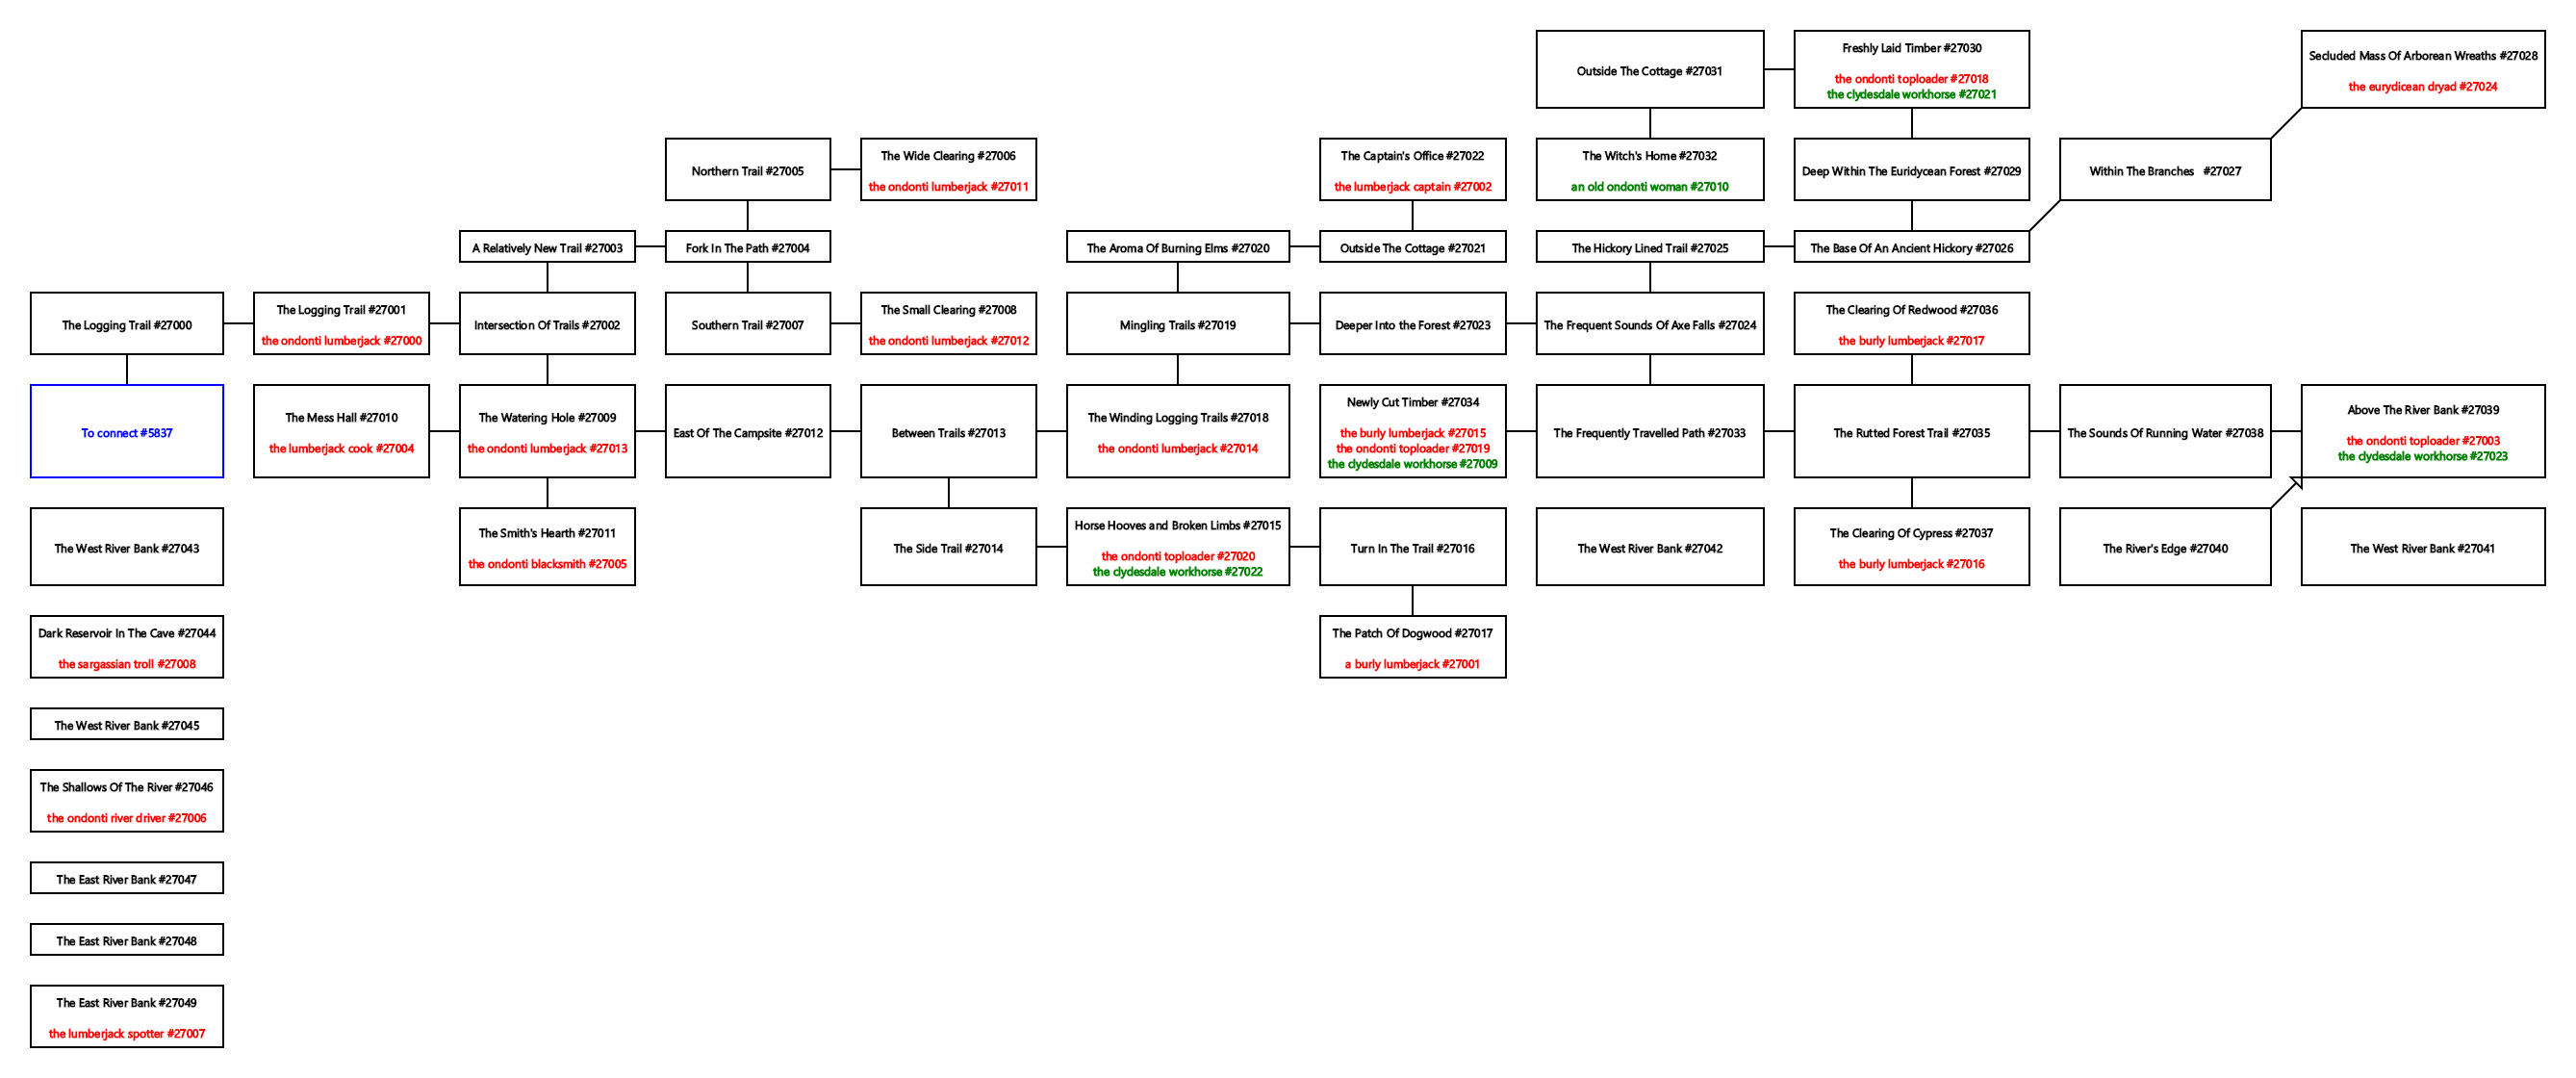 Outside The Cottage #27031
Freshly Laid Timber #27030
the ondonti toploader #27018
the clydesdale workhorse #27021
Secluded Mass Of Arborean Wreaths #27028
the eurydicean dryad #27024
Northern Trail #27005
The Wide Clearing #27006
the ondonti lumberjack #27011
The Captain's Office #27022
the lumberjack captain #27002
The Witch's Home #27032
an old ondonti woman #27010
Deep Within The Euridycean Forest #27029
Within The Branches #27027
A Relatively New Trail #27003
Fork In The Path #27004
The Aroma Of Burning Elms #27020
Outside The Cottage #27021
The Hickory Lined Trail #27025
The Base Of An Ancient Hickory #27026
The Logging Trail #27000
The Logging Trail #27001
the ondonti lumberjack #27000
Intersection Of Trails #27002
Southern Trail #27007
The Small Clearing #27008
the ondonti lumberjack #27012
Mingling Trails #27019
Deeper Into the Forest #27023
The Frequent Sounds Of Axe Falls #27024
The Clearing Of Redwood #27036
the burly lumberjack #27017
To connect #5837
The Mess Hall #27010
the lumberjack cook #27004
The Watering Hole #27009
the ondonti lumberjack #27013
East Of The Campsite #27012
Between Trails #27013
The Winding Logging Trails #27018
the ondonti lumberjack #27014
Newly Cut Timber #27034
the burly lumberjack #27015
the ondonti toploader #27019
the clydesdale workhorse #27009
The Frequently Travelled Path #27033
The Rutted Forest Trail #27035
The Sounds Of Running Water #27038
Above The River Bank #27039
the ondonti toploader #27003
the clydesdale workhorse #27023
The West River Bank #27043
The Smith's Hearth #27011
the ondonti blacksmith #27005
The Side Trail #27014
Horse Hooves and Broken Limbs #27015
the ondonti toploader #27020
the clydesdale workhorse #27022
Turn In The Trail #27016
The West River Bank #27042
The Clearing Of Cypress #27037
the burly lumberjack #27016
The River's Edge #27040
The West River Bank #27041
Dark Reservoir In The Cave #27044
the sargassian troll #27008
The Patch Of Dogwood #27017
a burly lumberjack #27001
The West River Bank #27045
The Shallows Of The River #27046
the ondonti river driver #27006
The East River Bank #27047
The East River Bank #27048
The East River Bank #27049
the lumberjack spotter #27007